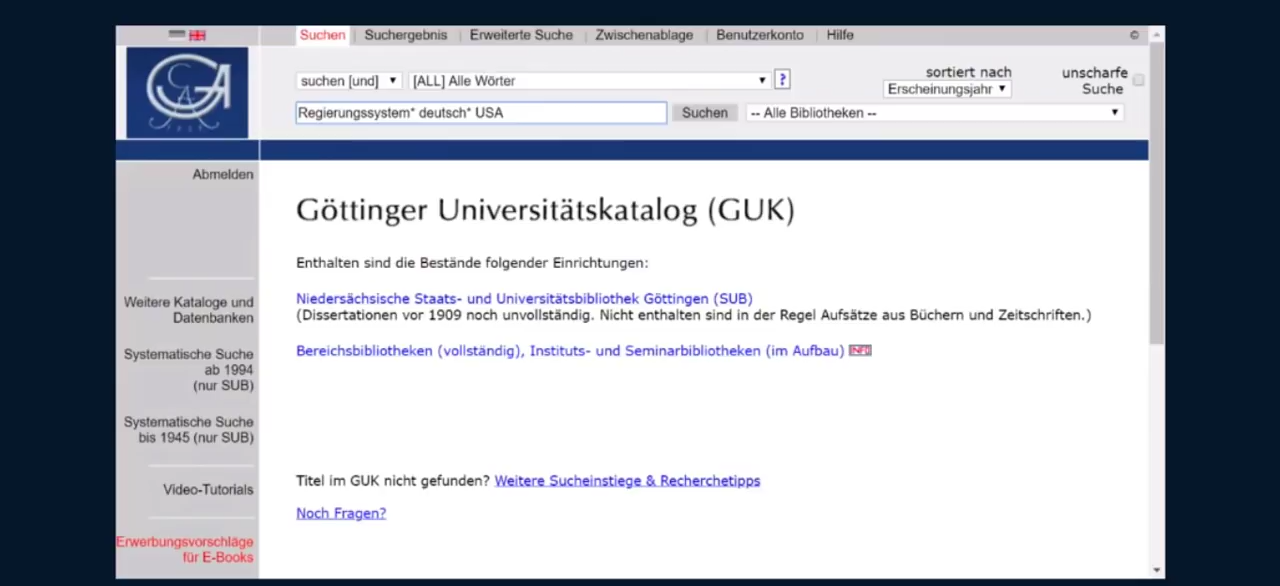 Suchen | Suchergebnis | Erweiterte Suche | Zwischenablage | Benutzerkonto | Hilfe ©
suchen [und] [ALL] Alle Wörter ?
sortiert nach
Erscheinungsjahr
unscharfe
Suche
Regierungssystem* deutsch* USA Suchen -- Alle Bibliotheken --
Abmelden
Weitere Kataloge und
Datenbanken
Systematische Suche
ab 1994
(nur SUB)
Systematische Suche
bis 1945 (nur SUB)
Video-Tutorials
Erwerbungsvorschläge
für E-Books
Göttinger Universitätskatalog (GUK)
Enthalten sind die Bestände folgender Einrichtungen:
Niedersächsische Staats- und Universitätsbibliothek Göttingen (SUB)
(Dissertationen vor 1909 noch unvollständig. Nicht enthalten sind in der Regel Aufsätze aus Büchern und Zeitschriften.)
Bereichsbibliotheken (vollständig), Instituts- und Seminarbibliotheken (im Aufbau) INFO
Titel im GUK nicht gefunden? Weitere Sucheinstiege & Recherchetipps
Noch Fragen?